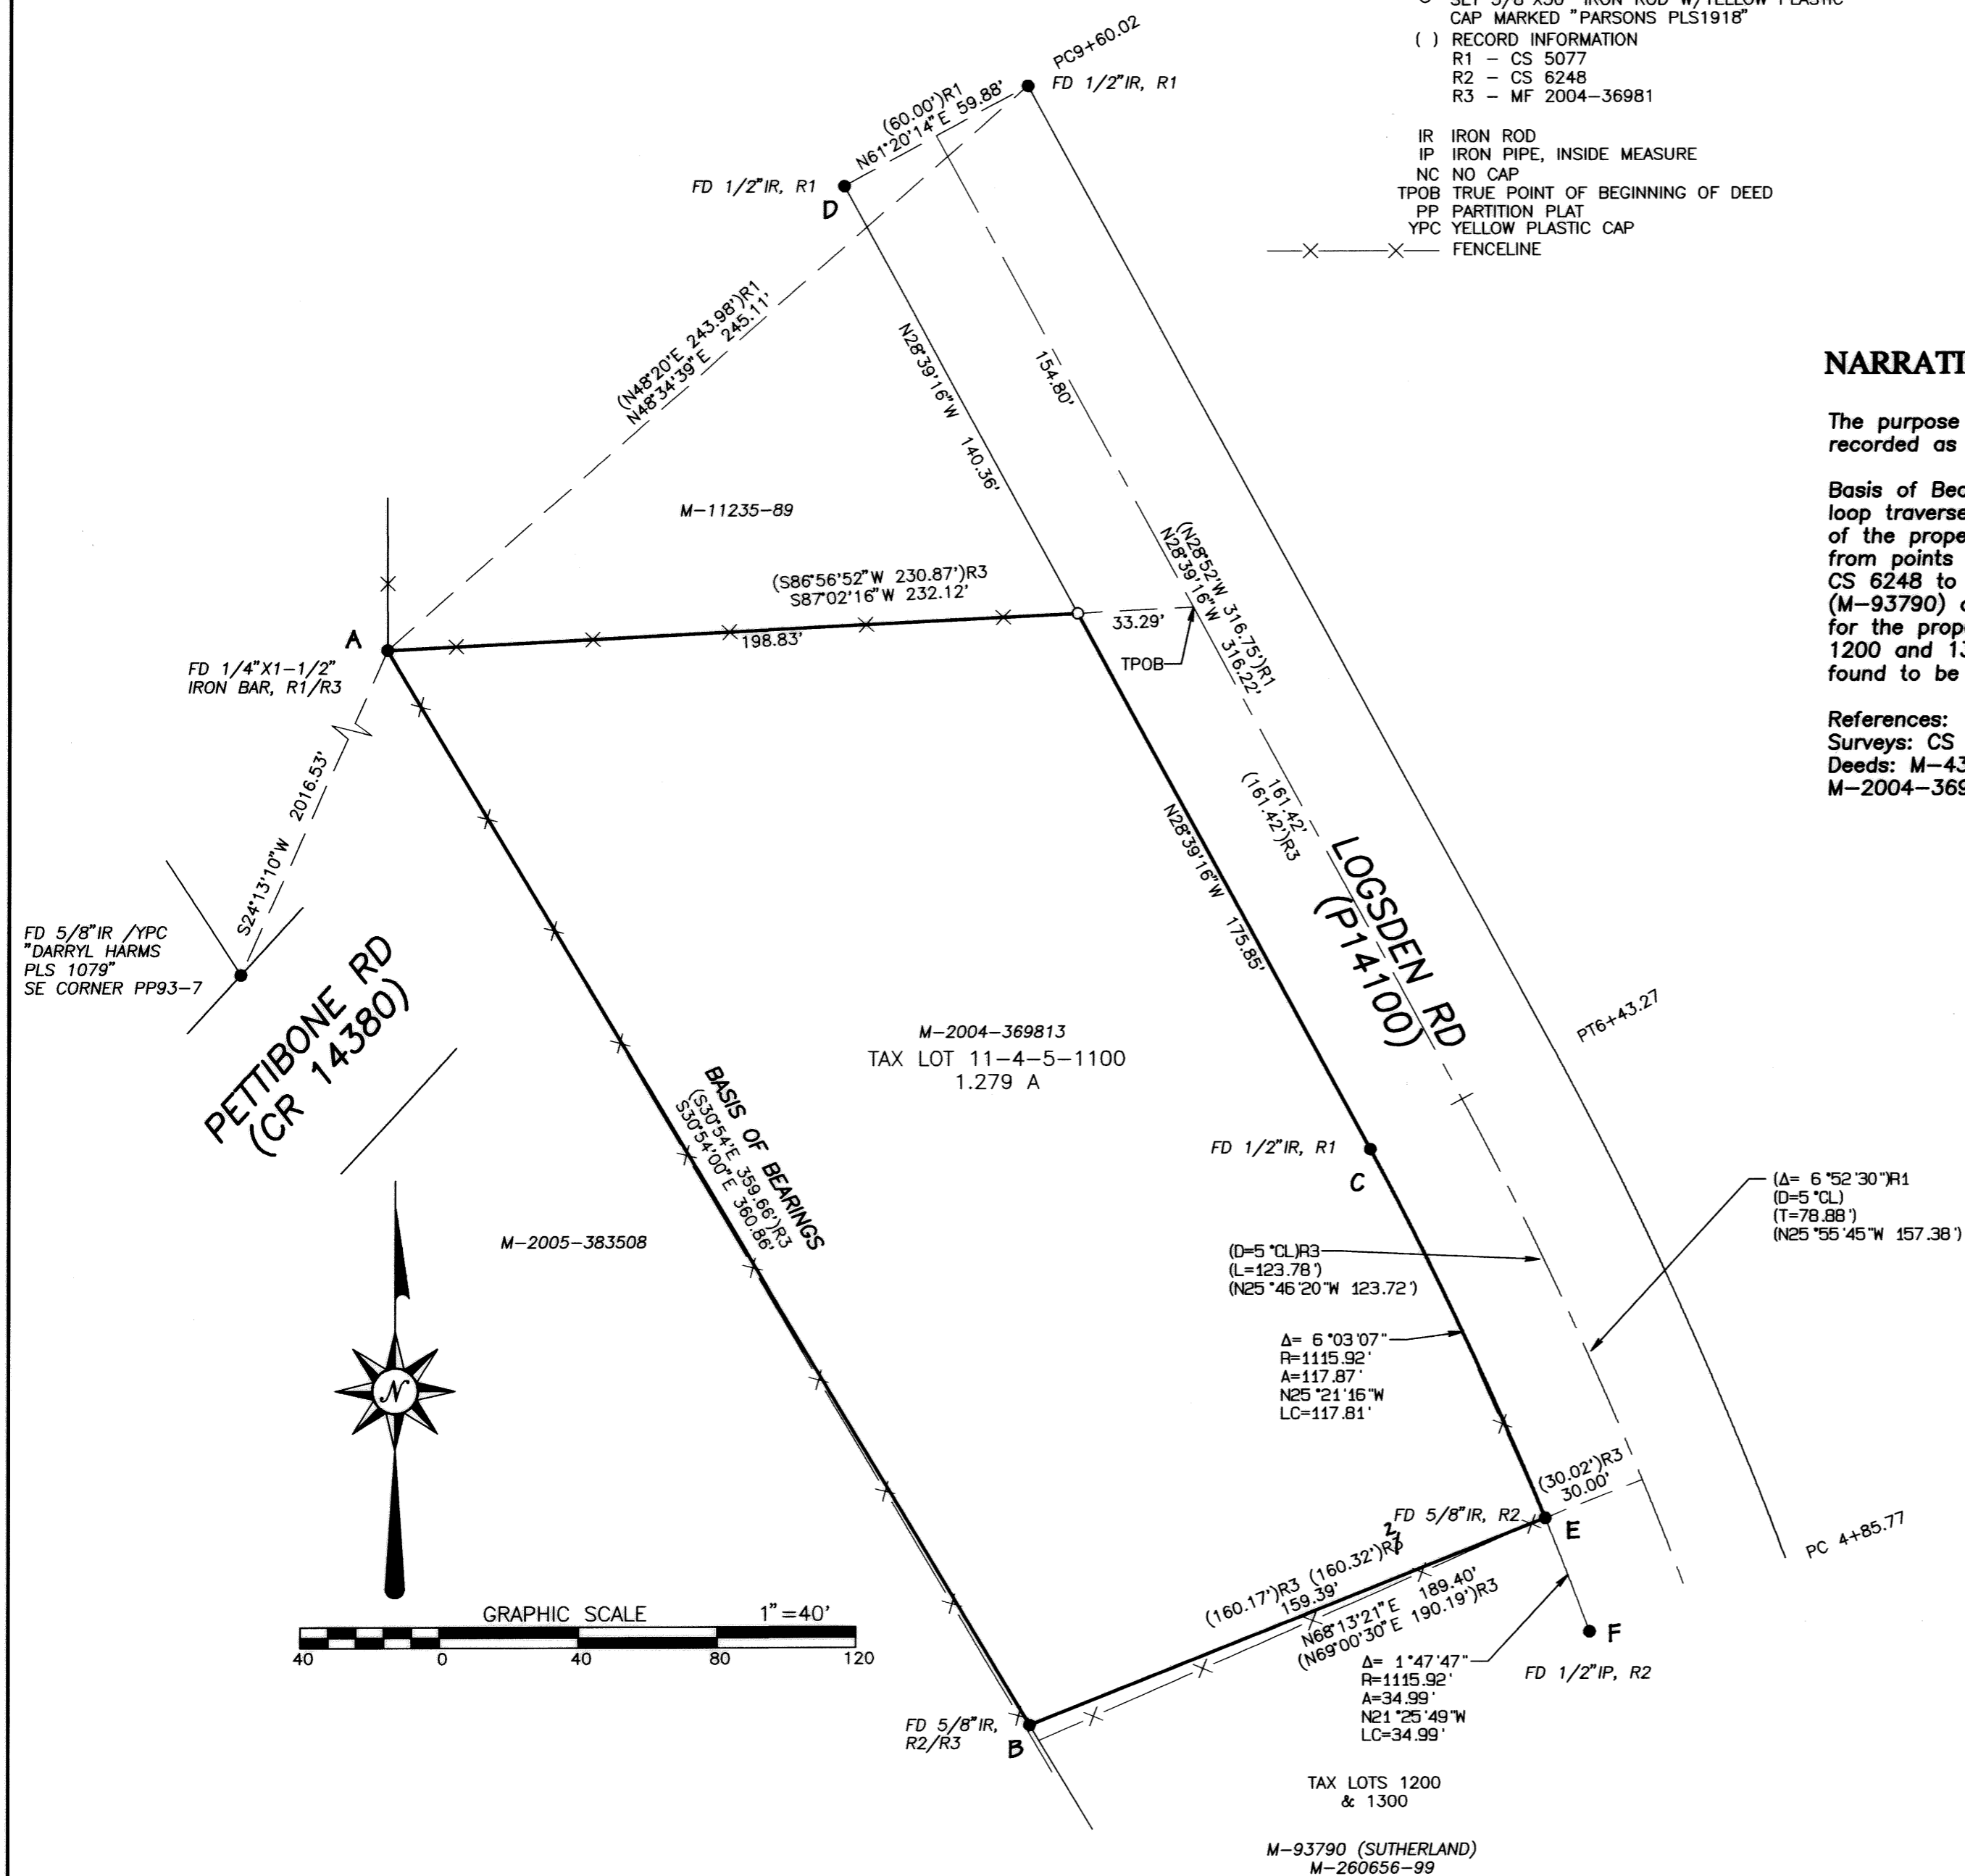 CAP MARKED "PARSONS PLS1918"
( ) RECORD INFORMATION
R1 - CS 5077
R2 - CS 6248
R3 - MF 2004-36981
IR IRON ROD
IP IRON PIPE, INSIDE MEASURE
NC NO CAP
TPOB TRUE POINT OF BEGINNING OF DEED
PP PARTITION PLAT
YPC YELLOW PLASTIC CAP
FENCELINE
PC9+60.02
FD 1/2"IR, R1
(60.00')R1
N61°20'14"E 59.88'
FD 1/2"IR, R1
D
(N48°20'E 243.98')R1
N48°34'39"E 245.11'
N28°39'16"W 140.36'
154.80'
M-11235-89
(S86°56'52"W 230.87')R3
S87°02'16"W 232.12'
198.83'
33.29'
TPOB
(N28°52'W 316.75')R1
N28°39'16"W 316.22'
A
FD 1/4"X1-1/2"
IRON BAR, R1/R3
S24°13'10"W 2016.53'
FD 5/8"IR /YPC
"DARRYL HARMS
PLS 1079"
SE CORNER PP93-7
PETTIBONE RD
(CR 14380)
161.42'
(161.42')R3
N28°39'16"W 175.85'
LOGSDEN RD
(P14100)
PT6+43.27
M-2004-369813
TAX LOT 11-4-5-1100
1.279 A
BASIS OF BEARINGS
(S30°54'E 359.66')R3
S30°54'00"E 360.86'
M-2005-383508
FD 1/2"IR, R1
C
(Δ= 6°52'30")R1
(D=5°CL)
(T=78.88')
(N25°55'45"W 157.38')
(D=5°CL)R3
(L=123.78')
(N25°46'20"W 123.72')
Δ= 6°03'07"
R=1115.92'
A=117.87'
N25°21'16"W
LC=117.81'
N
(30.02')R3
30.00'
FD 5/8"IR, R2
E
PC 4+85.77
2
(160.17')R3 (160.32')R3
159.39'
189.40'
N68°13'21"E
(N69°00'30"E 190.19')R3
F
FD 1/2"IP, R2
Δ= 1°47'47"
R=1115.92'
A=34.99'
N21°25'49"W
LC=34.99'
GRAPHIC SCALE 1"=40'
40 0 40 80 120
FD 5/8"IR,
R2/R3
B
TAX LOTS 1200
& 1300
M-93790 (SUTHERLAND)
M-260656-99
NARRATI
The purpose
recorded as
Basis of Bea
loop traverse
of the prope
from points
CS 6248 to
(M-93790)
for the prop
1200 and 13
found to be
References:
Surveys: CS
Deeds: M-43
M-2004-369